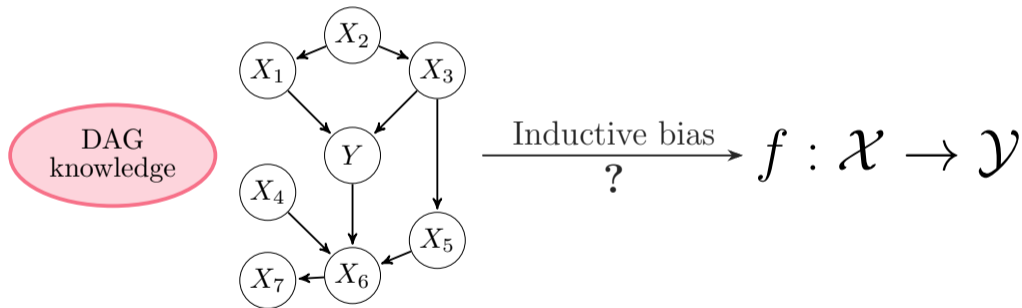 DAG
knowledge
X₂
X₁
X₃
Y
X₄
X₅
X₆
X₇
Inductive bias
?
f : 𝒳 → 𝒴